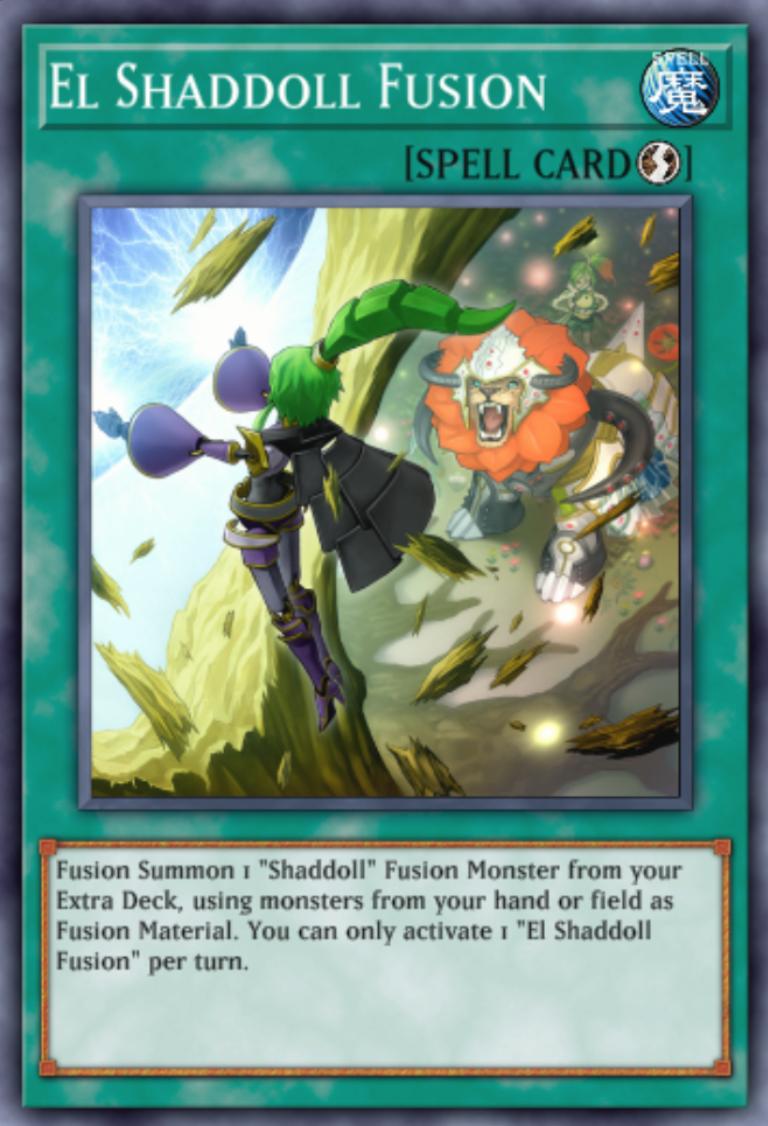 El Shaddoll Fusion
SPELL
魔
[SPELL CARD]
Fusion Summon 1 "Shaddoll" Fusion Monster from your
Extra Deck, using monsters from your hand or field as
Fusion Material. You can only activate 1 "El Shaddoll
Fusion" per turn.